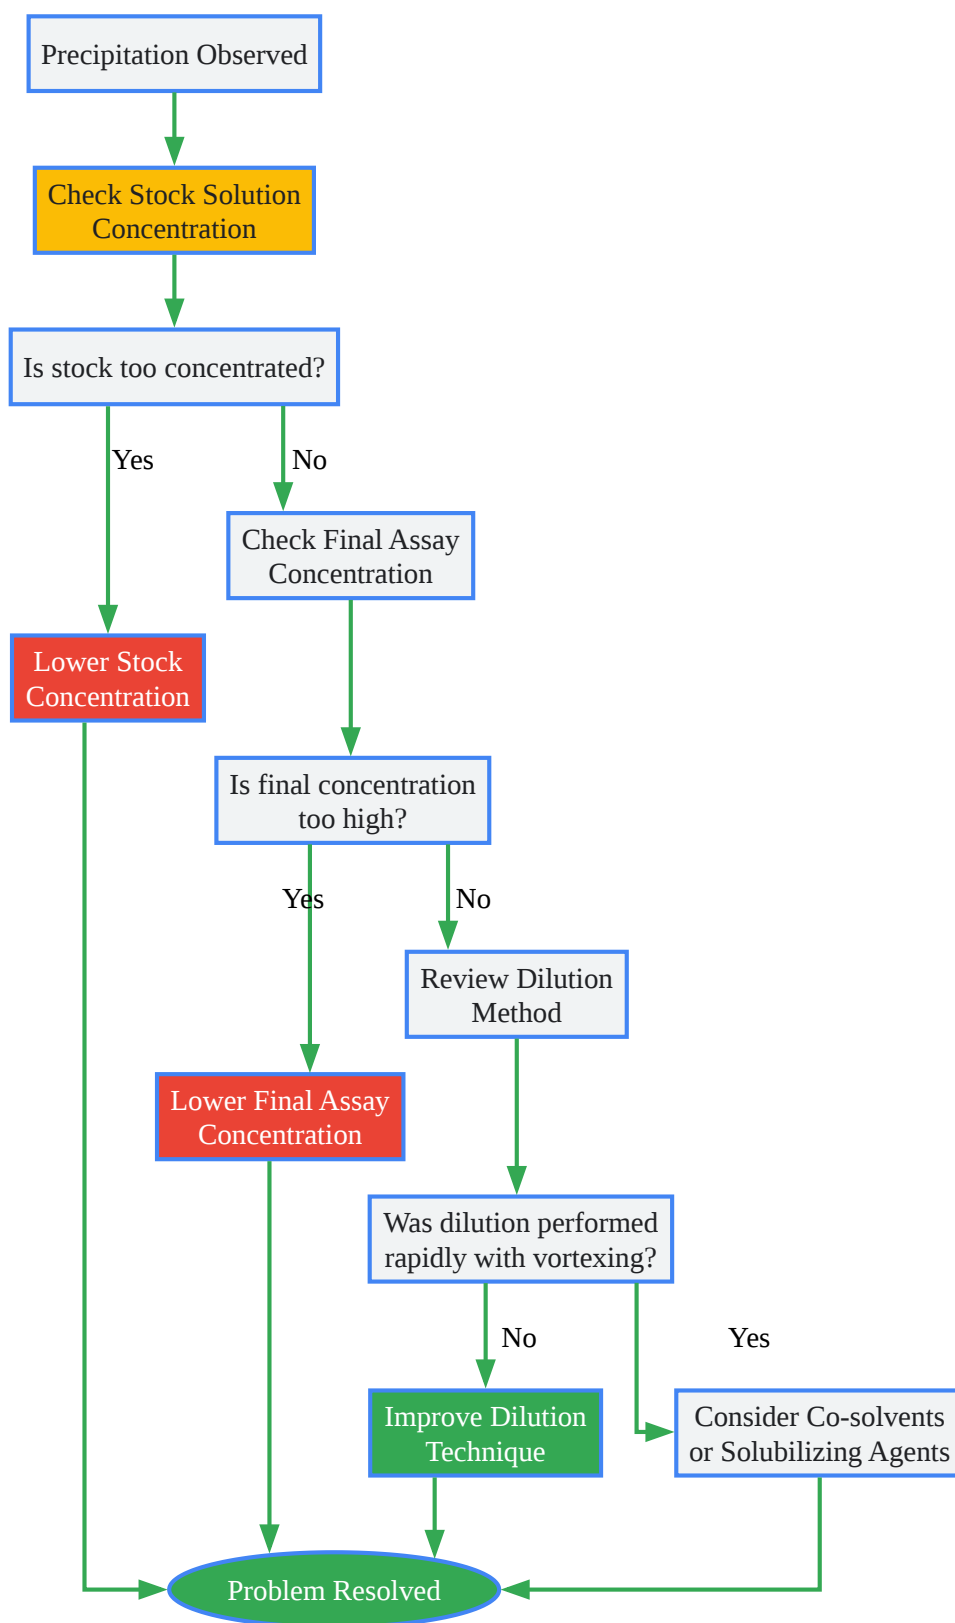 Precipitation Observed
Check Stock Solution
Concentration
Is stock too concentrated?
Yes
No
Check Final Assay
Concentration
Lower Stock
Concentration
Is final concentration
too high?
Yes
No
Review Dilution
Method
Lower Final Assay
Concentration
Was dilution performed
rapidly with vortexing?
No
Yes
Improve Dilution
Technique
Consider Co-solvents
or Solubilizing Agents
Problem Resolved